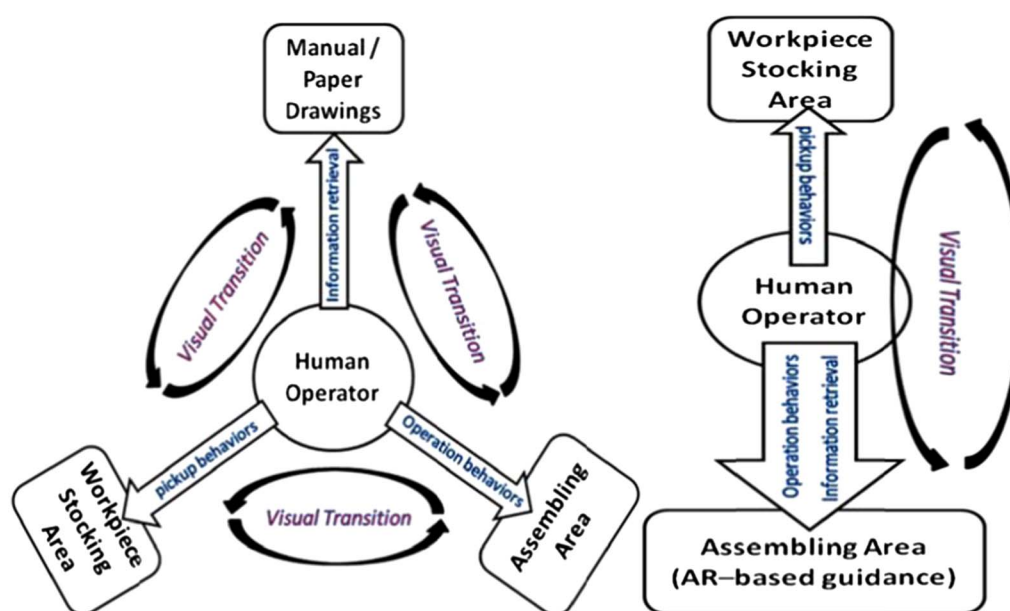 Manual /
Paper
Drawings
Information retrieval
Visual Transition
Visual Transition
Human
Operator
pickup behaviors
Operation behaviors
Workpiece
Stocking
Area
Visual Transition
Assembling
Area
Workpiece
Stocking
Area
pickup behaviors
Human
Operator
Visual Transition
Operation behaviors
Information retrieval
Assembling Area
(AR–based guidance)